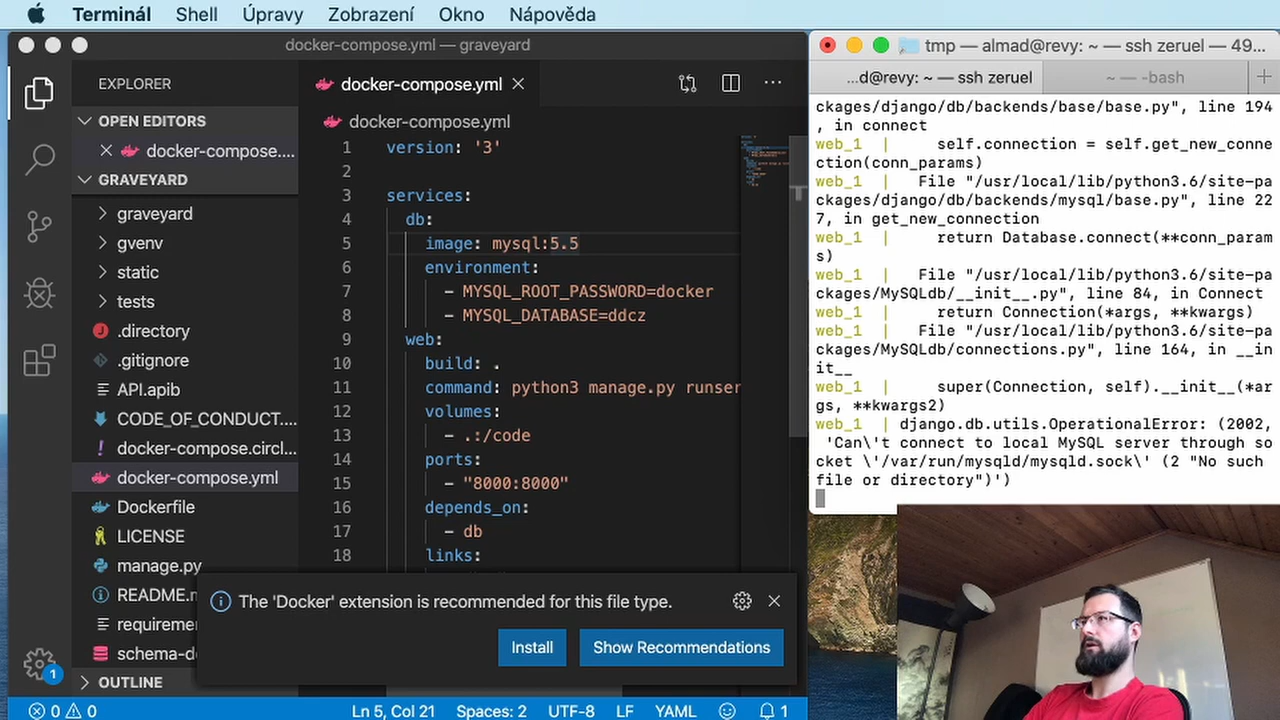 Terminál Shell Úpravy Zobrazení Okno Nápověda
docker-compose.yml — graveyard
EXPLORER
OPEN EDITORS
docker-compose....
GRAVEYARD
graveyard
gvenv
static
tests
.directory
.gitignore
API.apib
CODE_OF_CONDUCT....
docker-compose.circl...
docker-compose.yml
Dockerfile
LICENSE
manage.py
README.m
requireme
schema-d
OUTLINE
docker-compose.yml
docker-compose.yml
1 version: '3'
2
3 services:
4 db:
5 image: mysql:5.5
6 environment:
7 - MYSQL_ROOT_PASSWORD=docker
8 - MYSQL_DATABASE=ddcz
9 web:
10 build: .
11 command: python3 manage.py runser
12 volumes:
13 - .:/code
14 ports:
15 - "8000:8000"
16 depends_on:
17 - db
18 links:
The 'Docker' extension is recommended for this file type.
Install
Show Recommendations
1
0 0
Ln 5, Col 21 Spaces: 2 UTF-8 LF YAML 1
tmp — almad@revy: ~ — ssh zeruel — 49...
...d@revy: ~ — ssh zeruel
~ — -bash
ckages/django/db/backends/base/base.py", line 194
, in connect
web_1 | self.connection = self.get_new_conne
ction(conn_params)
web_1 | File "/usr/local/lib/python3.6/site-pa
ckages/django/db/backends/mysql/base.py", line 22
7, in get_new_connection
web_1 | return Database.connect(**conn_param
s)
web_1 | File "/usr/local/lib/python3.6/site-pa
ckages/MySQLdb/__init__.py", line 84, in Connect
web_1 | return Connection(*args, **kwargs)
web_1 | File "/usr/local/lib/python3.6/site-pa
ckages/MySQLdb/connections.py", line 164, in __in
it__
web_1 | super(Connection, self).__init__(*ar
gs, **kwargs2)
web_1 | django.db.utils.OperationalError: (2002,
'Can\'t connect to local MySQL server through so
cket \'/var/run/mysqld/mysqld.sock\' (2 "No such
file or directory")')